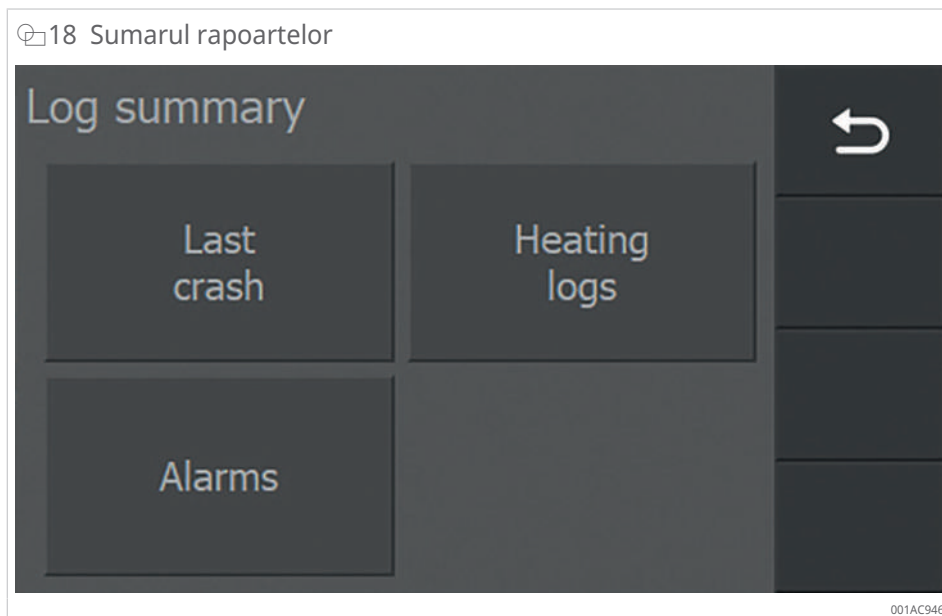 18 Sumarul rapoartelor
Log summary
Last
crash
Heating
logs
Alarms
001AC946